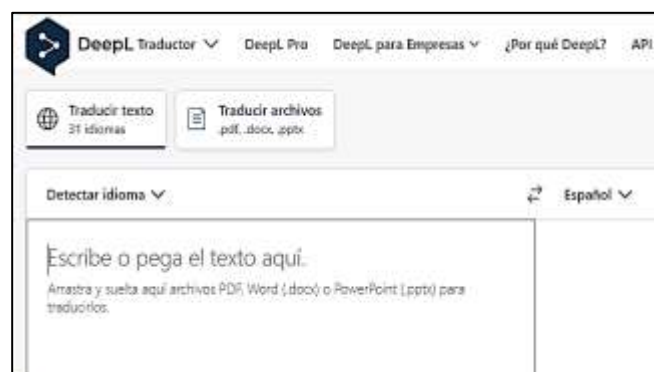 DeepL Traductor DeepL Pro DeepL para Empresas ¿Por qué DeepL? API
Traducir texto
31 idiomas
Traducir archivos
.pdf, .docx, .pptx
Detectar idioma Español
Escribe o pega el texto aquí.
Arrastra y suelta aquí archivos PDF, Word (.docx) o PowerPoint (.pptx) para
traducirlos.